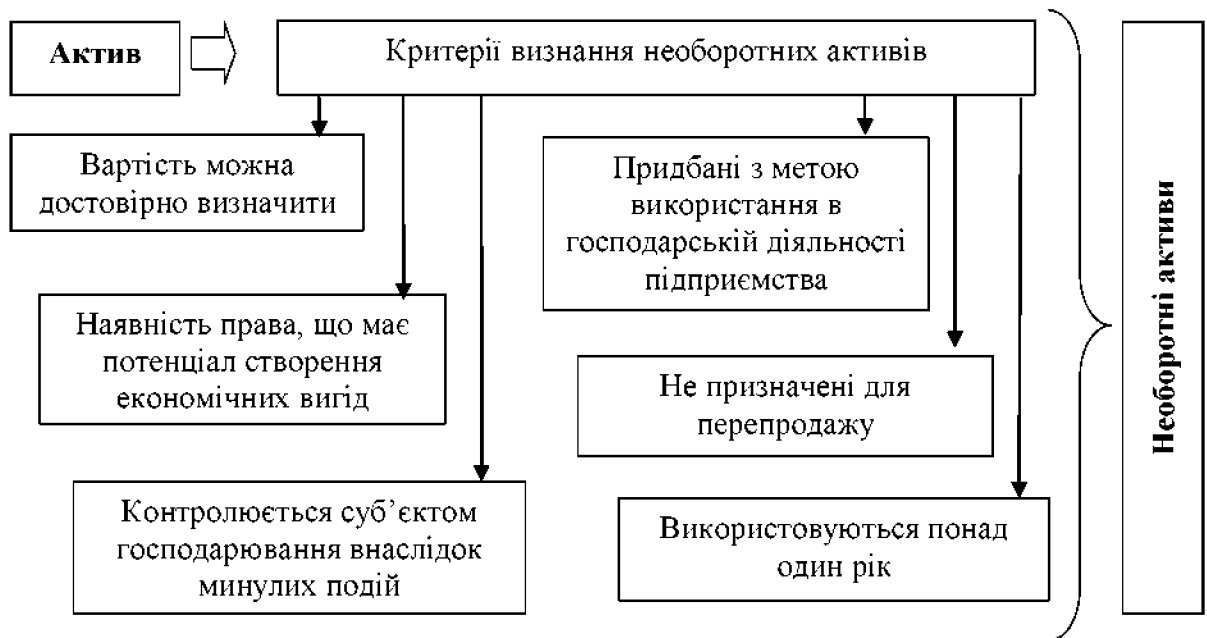 Актив
Критерії визнання необоротних активів
Вартість можна
достовірно визначити
Наявність права, що має
потенціал створення
економічних вигід
Контролюється суб’єктом
господарювання внаслідок
минулих подій
Придбані з метою
використання в
господарській діяльності
підприємства
Не призначені для
перепродажу
Використовуються понад
один рік
Необоротні активи